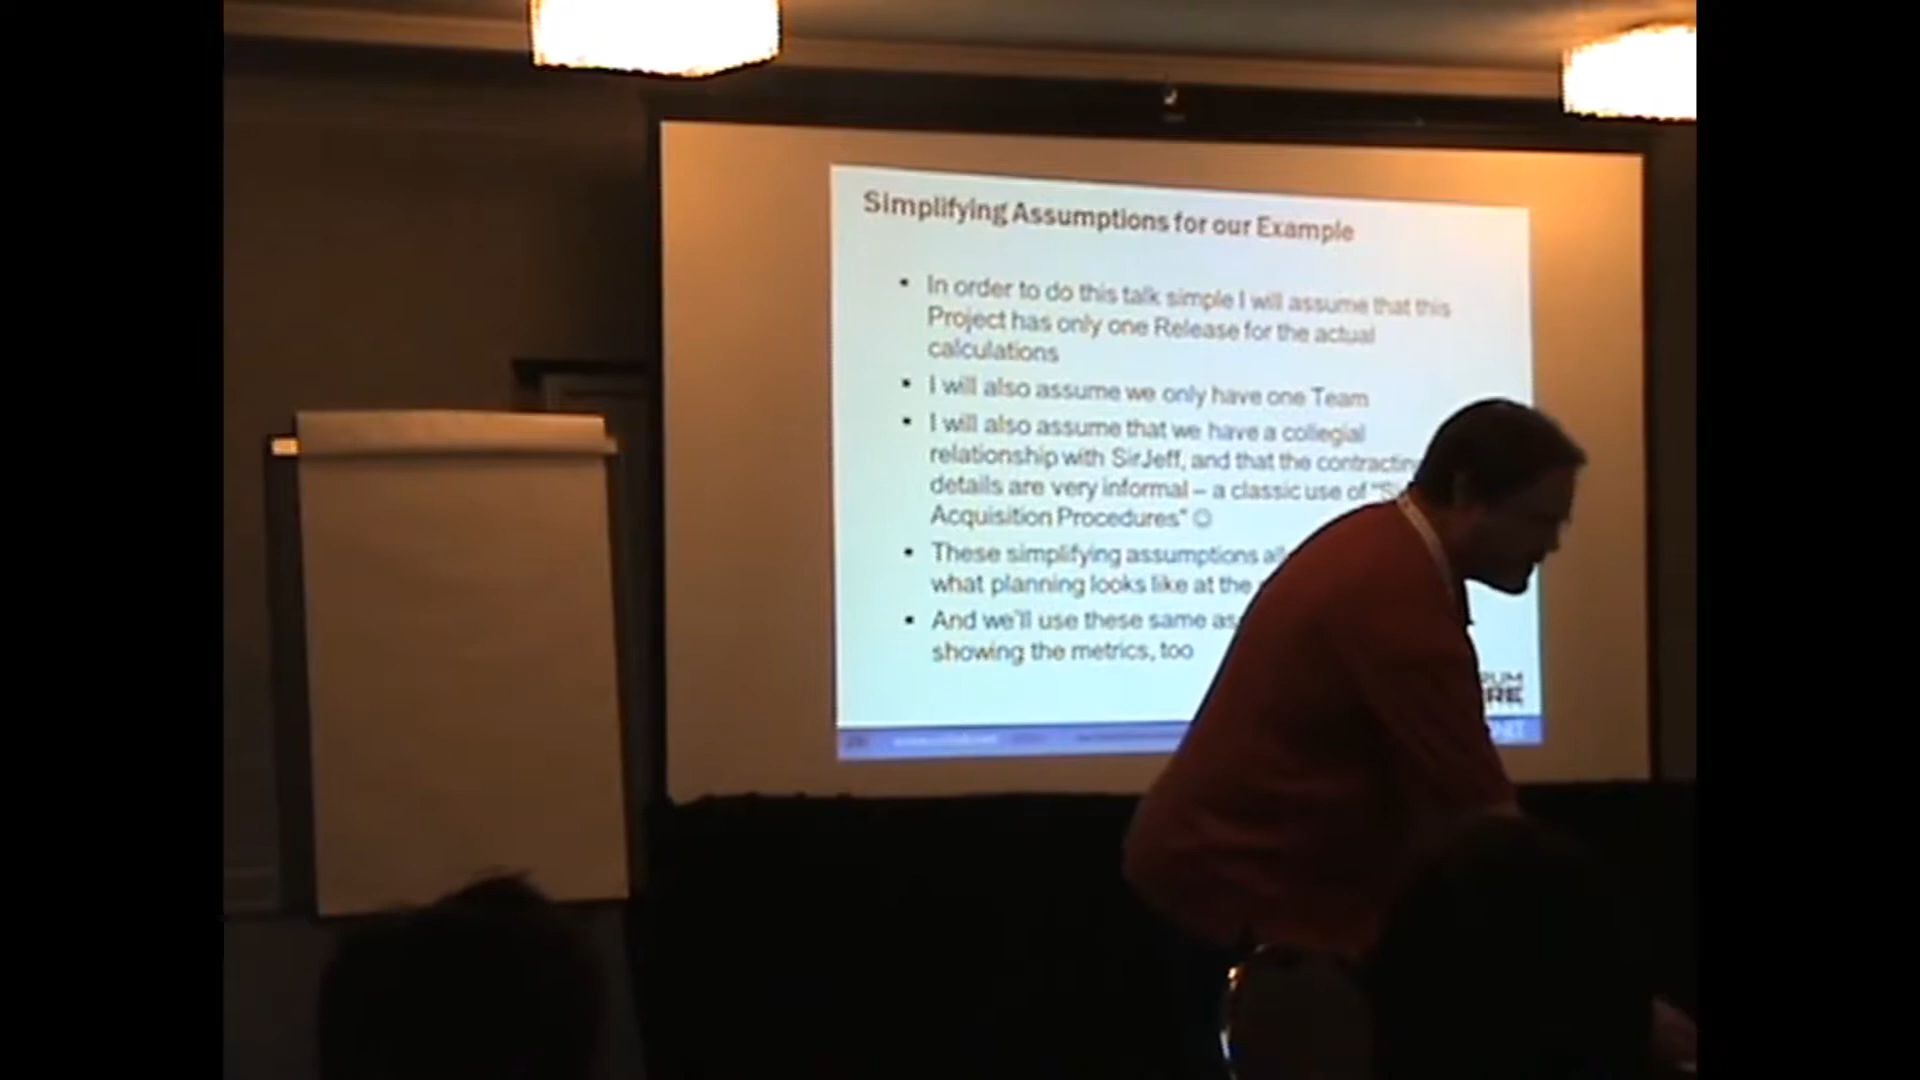 Simplifying Assumptions for our Example
▪ In order to do this talk simple I will assume that this
Project has only one Release for the actual
calculations
▪ I will also assume we only have one Team
▪ I will also assume that we have a collegial
relationship with SirJeff, and that the contracting
details are very informal – a classic use of
Acquisition Procedures" ☺
▪ These simplifying assumptions
what planning looks like at the
▪ And we'll use these same
showing the metrics, too